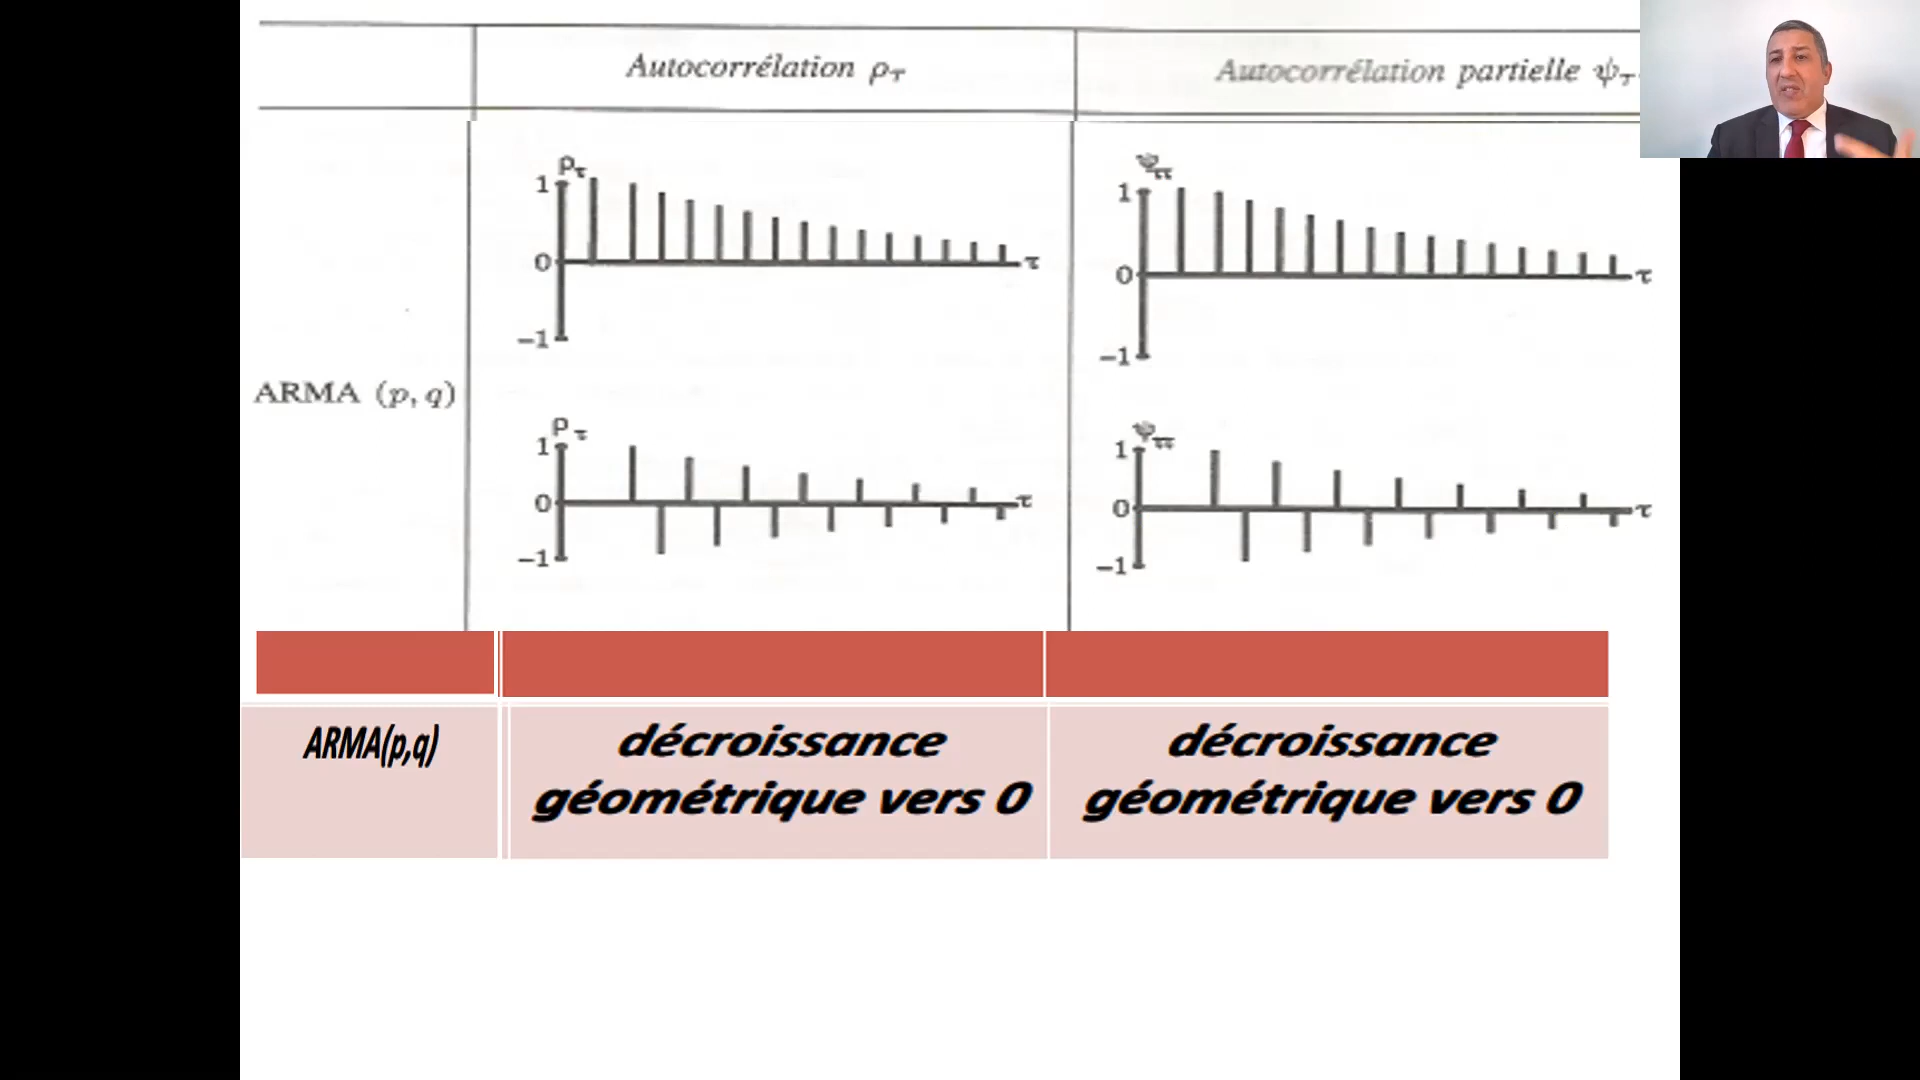 Autocorrélation ρτ
Autocorrélation partielle ψτ
ρτ
1
0
τ
−1
ψττ
1
0
τ
−1
ARMA (p, q)
ρτ
1
0
τ
−1
ψττ
1
0
τ
−1
ARMA(p,q)
décroissance
géométrique vers 0
décroissance
géométrique vers 0